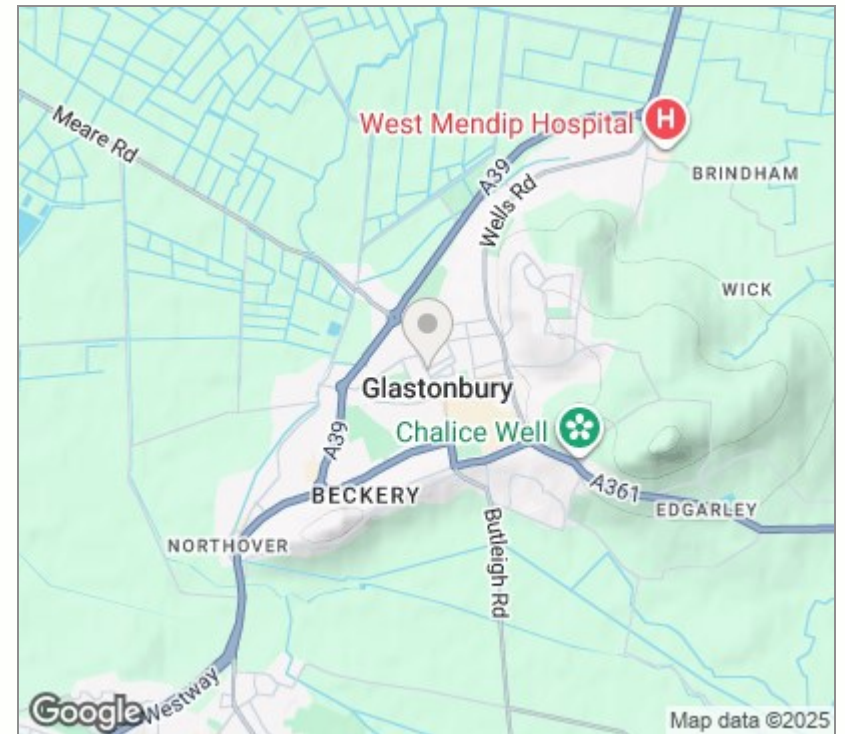 Meare Rd
West Mendip Hospital
H
BRINDHAM
A39
Wells Rd
WICK
Glastonbury
Chalice Well
A39
A361
BECKERY
EDGARLEY
NORTHOVER
Butleigh Rd
Westway
Google
Map data ©2025